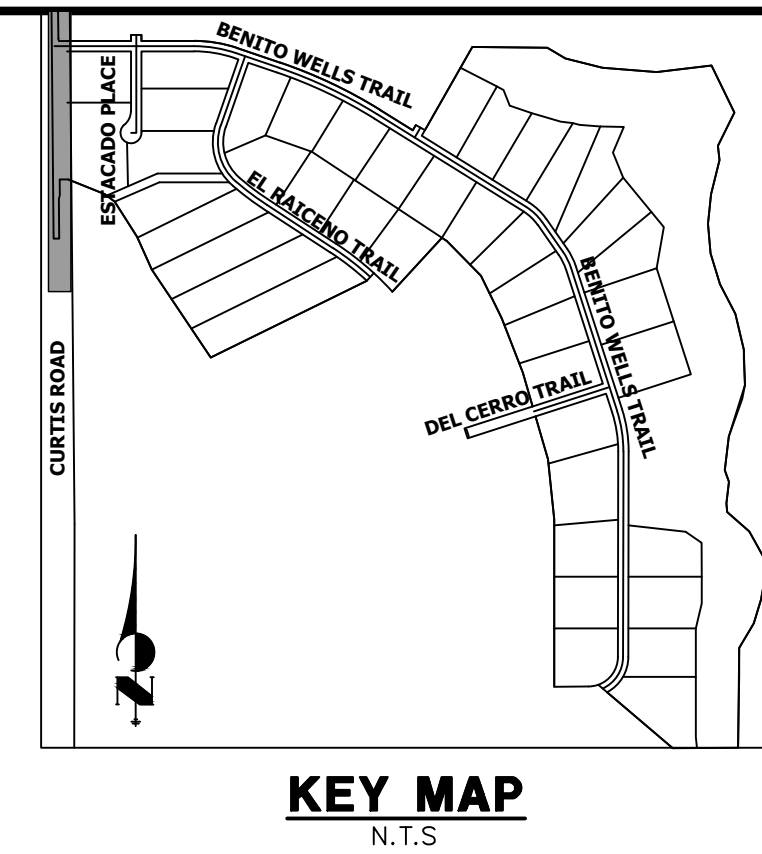 BENITO WELLS TRAIL
ESTACADO PLACE
EL RAICENO TRAIL
BENITO WELLS TRAIL
DEL CERRO TRAIL
CURTIS ROAD
N
KEY MAP
N.T.S